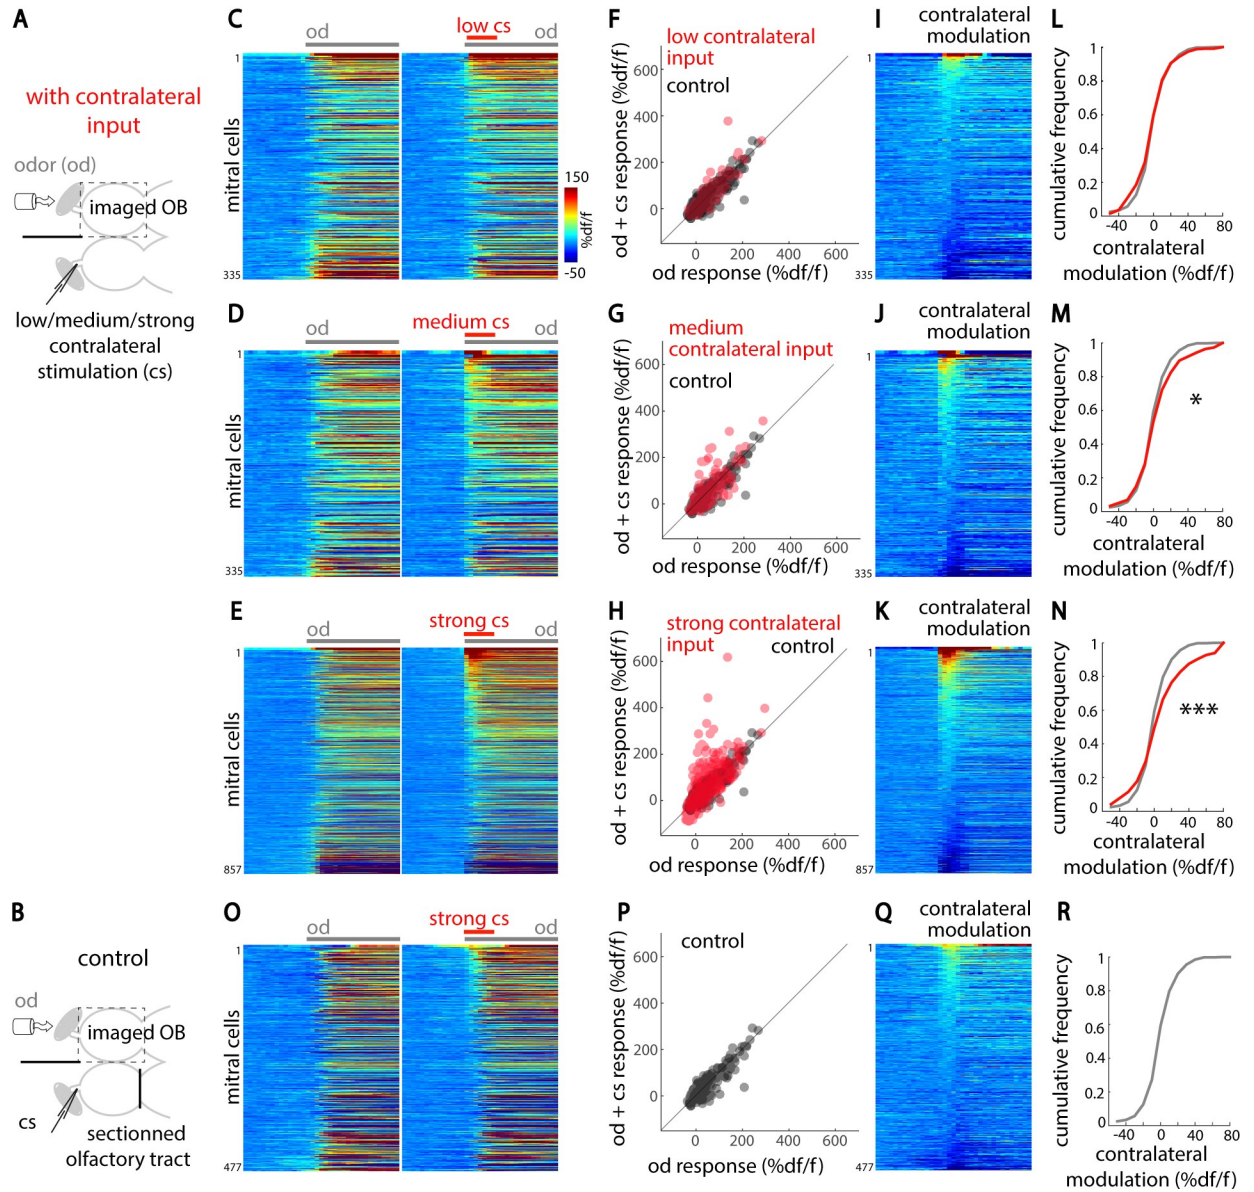 A
with contralateral
input
odor (od)
imaged OB
low/medium/strong
contralateral
stimulation (cs)
B
control
od
imaged OB
cs
sectionned
olfactory tract
C
low cs
od
od
1
mitral cells
335
150
%df/f
-50
D
medium cs
od
od
1
mitral cells
335
E
strong cs
od
od
1
mitral cells
857
O
strong cs
od
od
1
mitral cells
477
F
low contralateral
input
control
600
400
200
0
od + cs response (%df/f)
0 200 400 600
od response (%df/f)
G
medium
contralateral input
control
600
400
200
0
od + cs response (%df/f)
0 200 400 600
od response (%df/f)
H
strong contralateral
input
control
600
400
200
0
od + cs response (%df/f)
0 200 400 600
od response (%df/f)
P
control
600
400
200
0
od + cs response (%df/f)
0 200 400 600
od response (%df/f)
I
contralateral
modulation
1
335
J
contralateral
modulation
1
335
K
contralateral
modulation
1
857
Q
contralateral
modulation
1
477
L
1
0.8
0.6
0.4
0.2
0
cumulative frequency
-40 0 40 80
contralateral
modulation (%df/f)
M
1
0.8
0.6
0.4
0.2
0
cumulative frequency
*
-40 0 40 80
contralateral
modulation (%df/f)
N
1
0.8
0.6
0.4
0.2
0
cumulative frequency
***
-40 0 40 80
contralateral
modulation (%df/f)
R
1
0.8
0.6
0.4
0.2
0
cumulative frequency
-40 0 40 80
contralateral
modulation (%df/f)